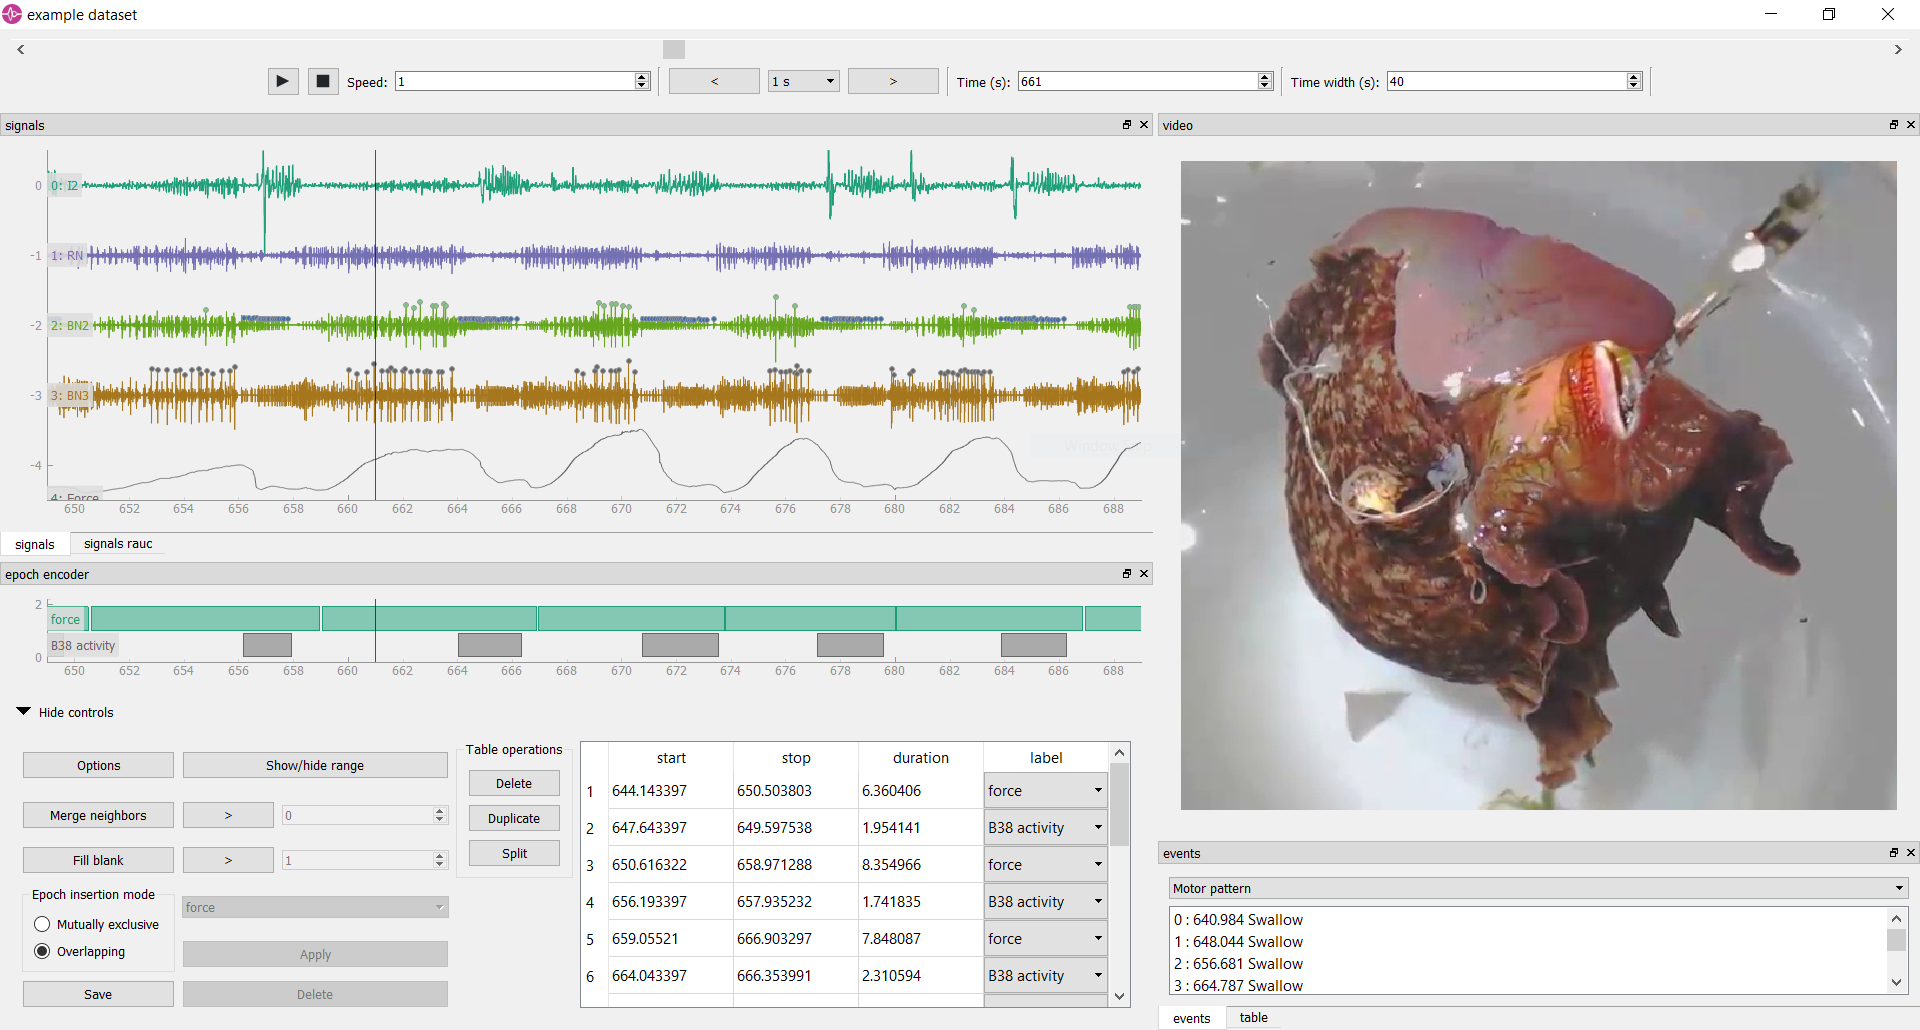 example dataset
< >
Speed: 1 < 1 s > Time (s): 661 Time width (s): 40
signals
0 0: I2
-1 1: RN
-2 2: BN2
-3 3: BN3
-4
4: Force
650 652 654 656 658 660 662 664 666 668 670 672 674 676 678 680 682 684 686 688
signals signals rauc
epoch encoder
2
force
B38 activity
0
650 652 654 656 658 660 662 664 666 668 670 672 674 676 678 680 682 684 686 688
Hide controls
Options Show/hide range
Merge neighbors > 0
Fill blank > 1
Epoch insertion mode
Mutually exclusive
Overlapping
force
Apply
Save Delete
Table operations
Delete
Duplicate
Split
start stop duration label
1 644.143397 650.503803 6.360406 force
2 647.643397 649.597538 1.954141 B38 activity
3 650.616322 658.971288 8.354966 force
4 656.193397 657.935232 1.741835 B38 activity
5 659.05521 666.903297 7.848087 force
6 664.043397 666.353991 2.310594 B38 activity
video
events
Motor pattern
0 : 640.984 Swallow
1 : 648.044 Swallow
2 : 656.681 Swallow
3 : 664.787 Swallow
events table